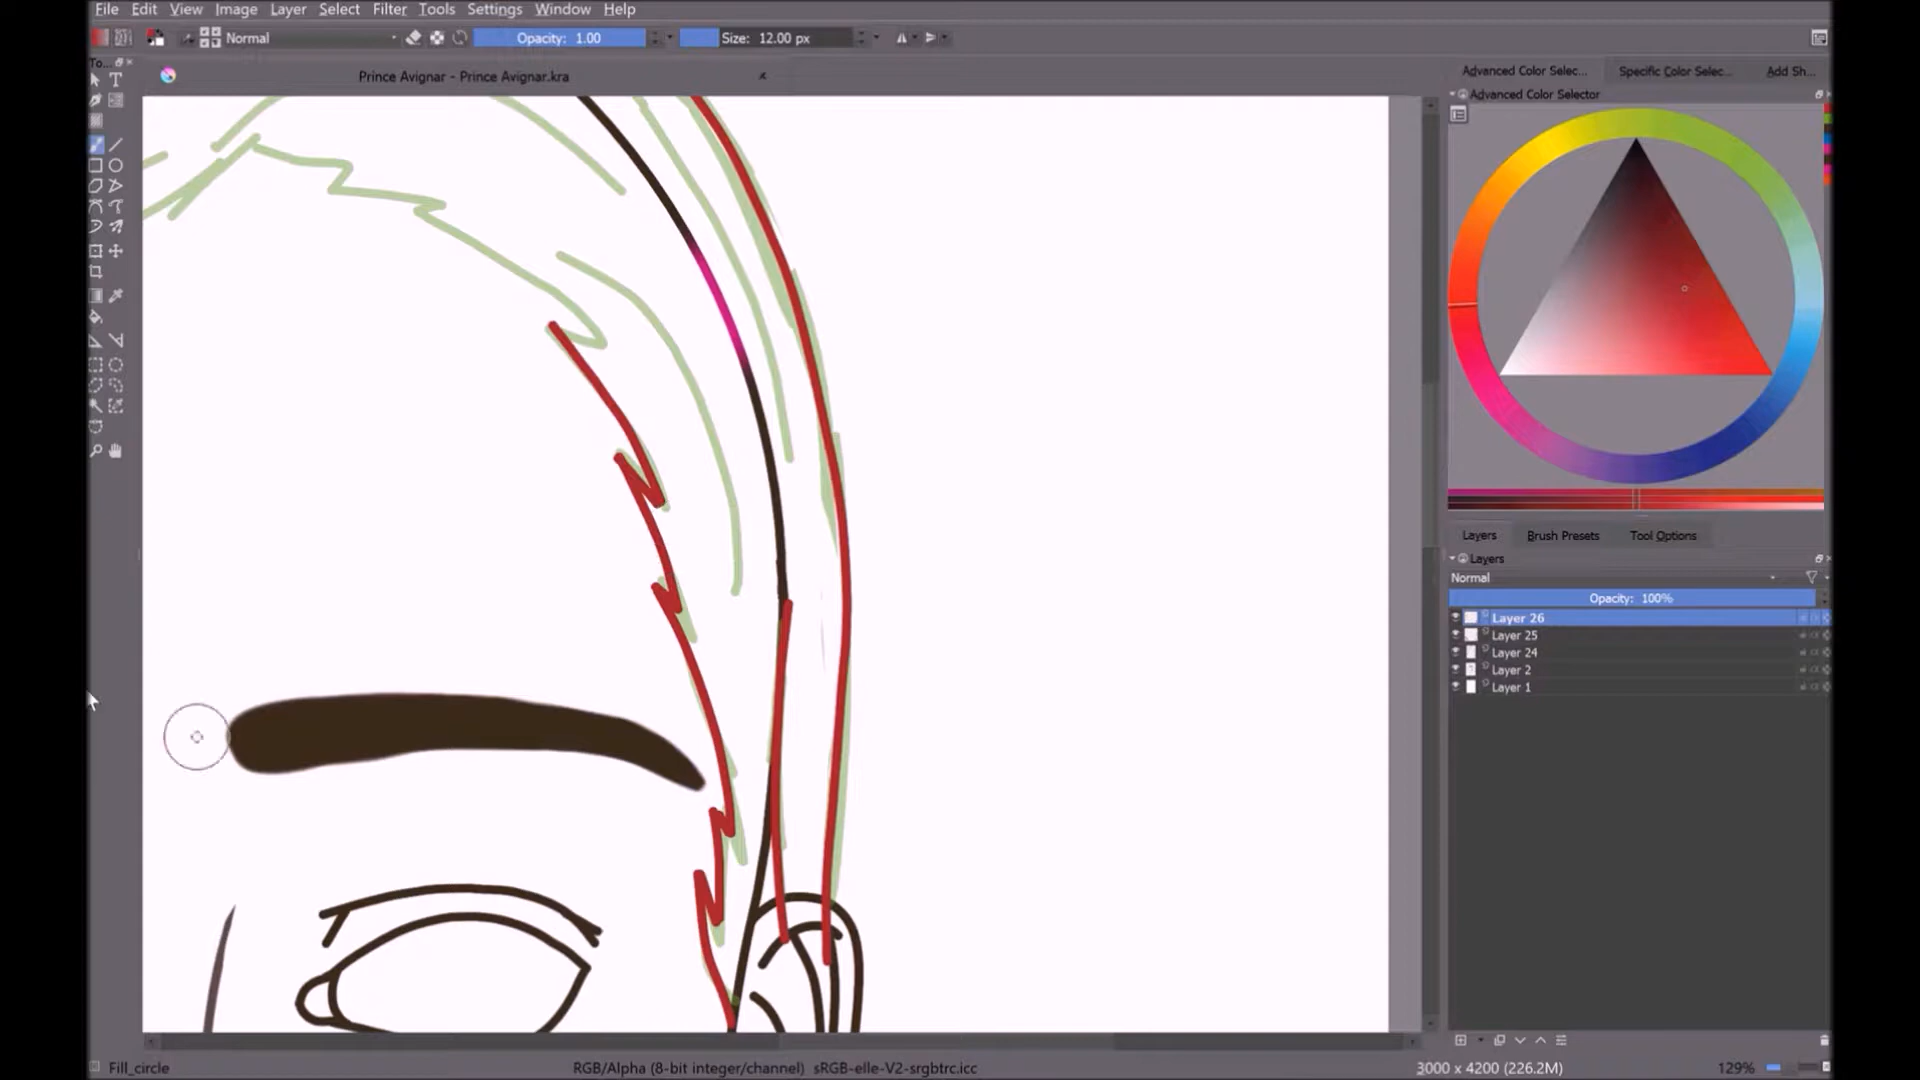 File Edit View Image Layer Select Filter Tools Settings Window Help
Normal Opacity: 1.00 Size: 12.00 px
To...
Prince Avignar - Prince Avignar.kra
Advanced Color Selec... Specific Color Selec... Add Sh...
Advanced Color Selector
Layers Brush Presets Tool Options
Layers
Normal
Opacity: 100%
Layer 26
Layer 25
Layer 24
Layer 2
Layer 1
Fill_circle RGB/Alpha (8-bit integer/channel) sRGB-elle-V2-srgbtrc.icc 3000 x 4200 (226.2M) 129%